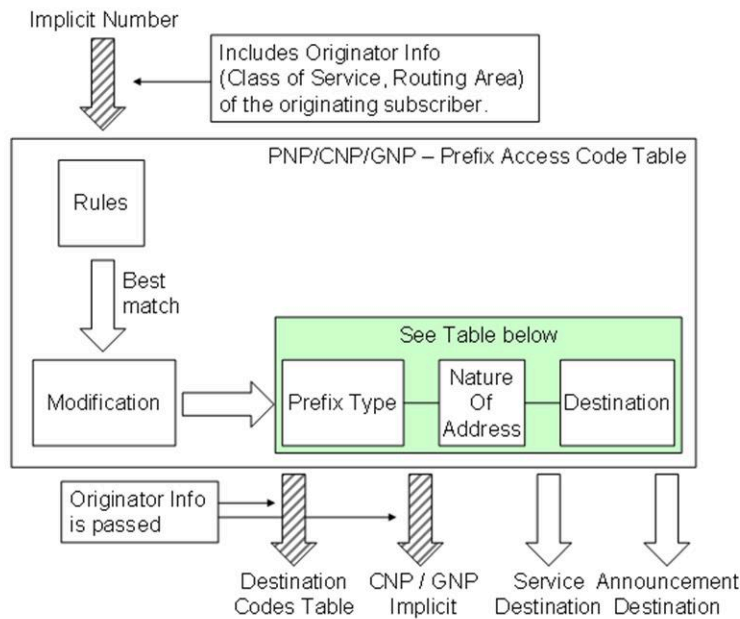 Implicit Number
Includes Originator Info
(Class of Service, Routing Area)
of the originating subscriber.
PNP/CNP/GNP – Prefix Access Code Table
Rules
Best
match
See Table below
Modification
Prefix Type
Nature
Of
Address
Destination
Originator Info
is passed
Destination
Codes Table
CNP / GNP
Implicit
Service
Destination
Announcement
Destination